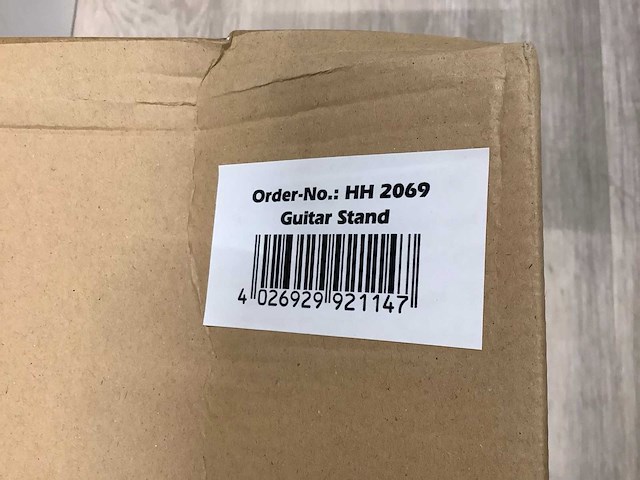 Order-No.: HH 2069
Guitar Stand
4 026929 921147